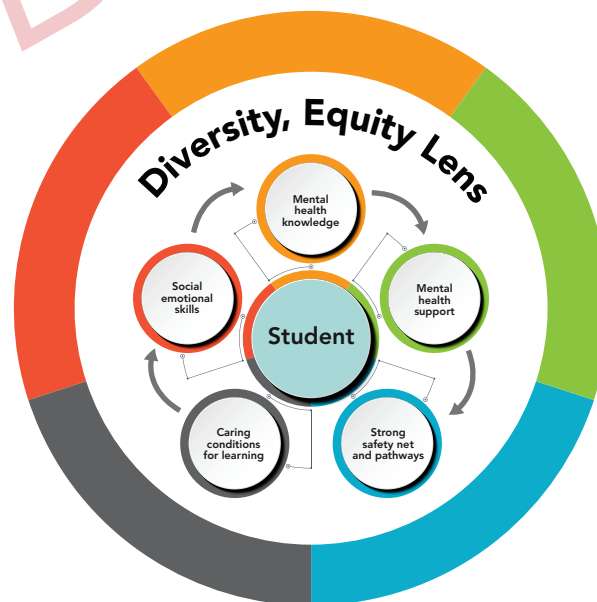 Diversity, Equity Lens
Mental
health
knowledge
Mental
health
support
Strong
safety net
and pathways
Caring
conditions
for learning
Social
emotional
skills
Student